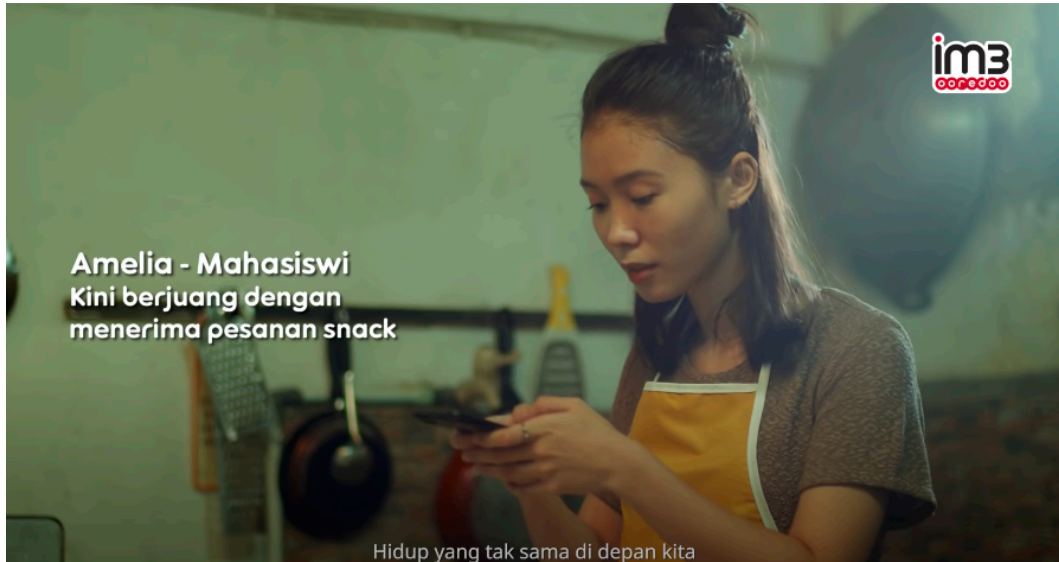 im3
ooredoo
Amelia - Mahasiswi
Kini berjuang dengan
menerima pesanan snack
Hidup yang tak sama di depan kita